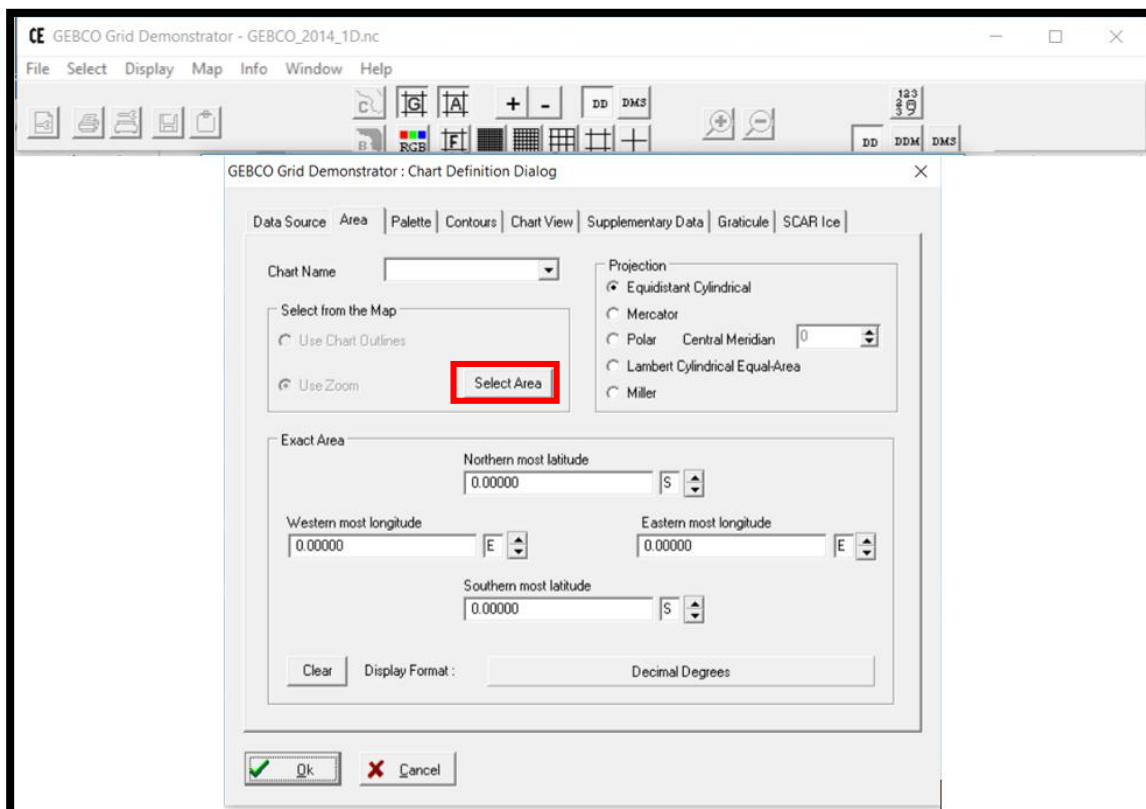 CE GEBCO Grid Demonstrator - GEBCO_2014_1D.nc
File Select Display Map Info Window Help
C G A + - DD DMS 123
B RGB F DD DDM DMS
GEBCO Grid Demonstrator : Chart Definition Dialog
Data Source Area Palette Contours Chart View Supplementary Data Graticule SCAR Ice
Chart Name
Projection
Equidistant Cylindrical
Select from the Map
Mercator
Use Chart Outlines
Polar Central Meridian 0
Lambert Cylindrical Equal-Area
Use Zoom Select Area
Miller
Exact Area
Northern most latitude
0.00000 S
Western most longitude Eastern most longitude
0.00000 E 0.00000 E
Southern most latitude
0.00000 S
Clear Display Format : Decimal Degrees
Ok Cancel